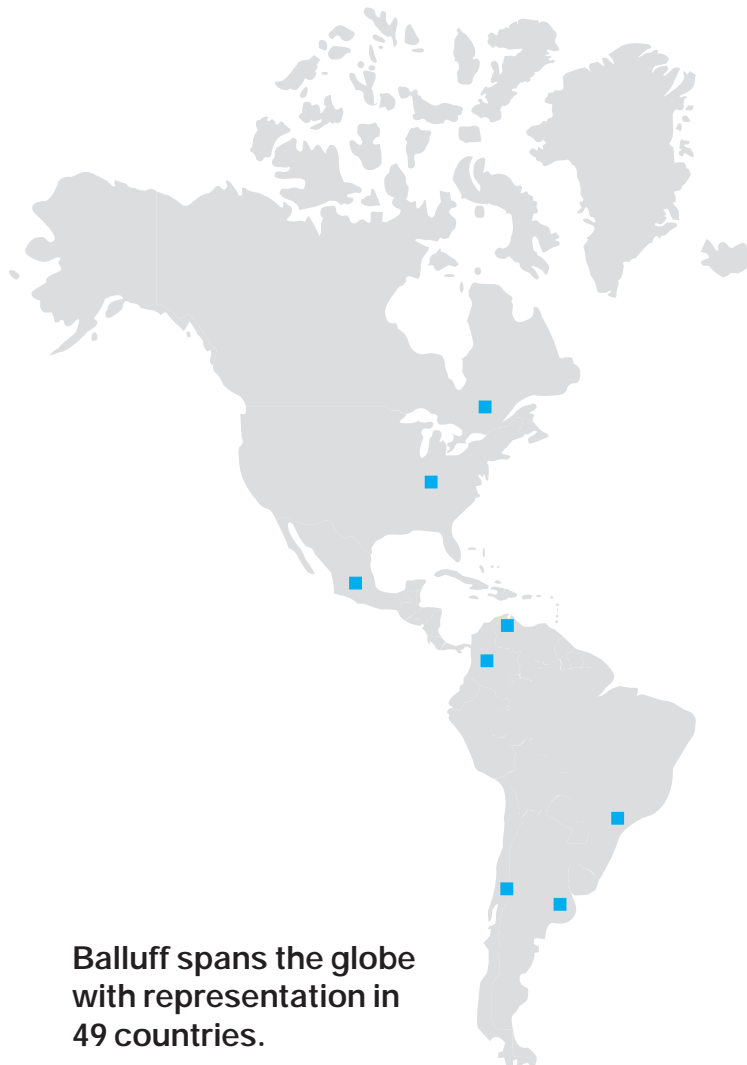 Balluff spans the globe
with representation in
49 countries.